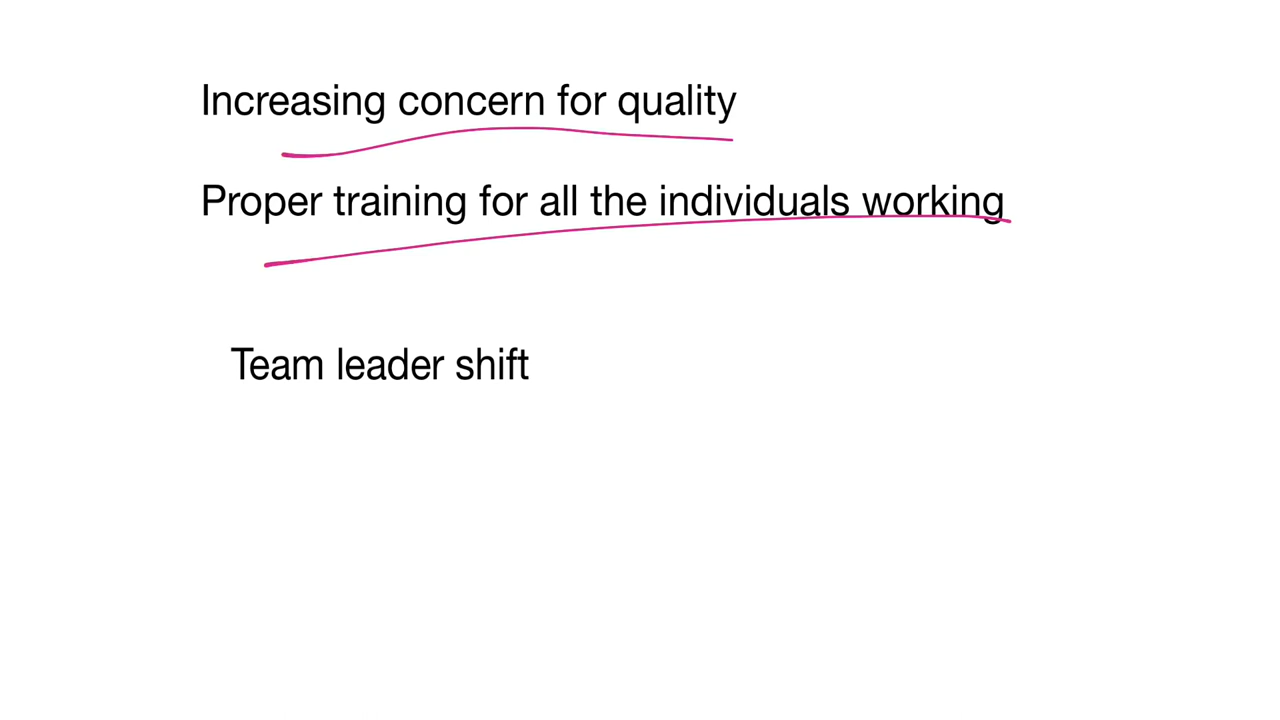 Increasing concern for quality
Proper training for all the individuals working
Team leader shift